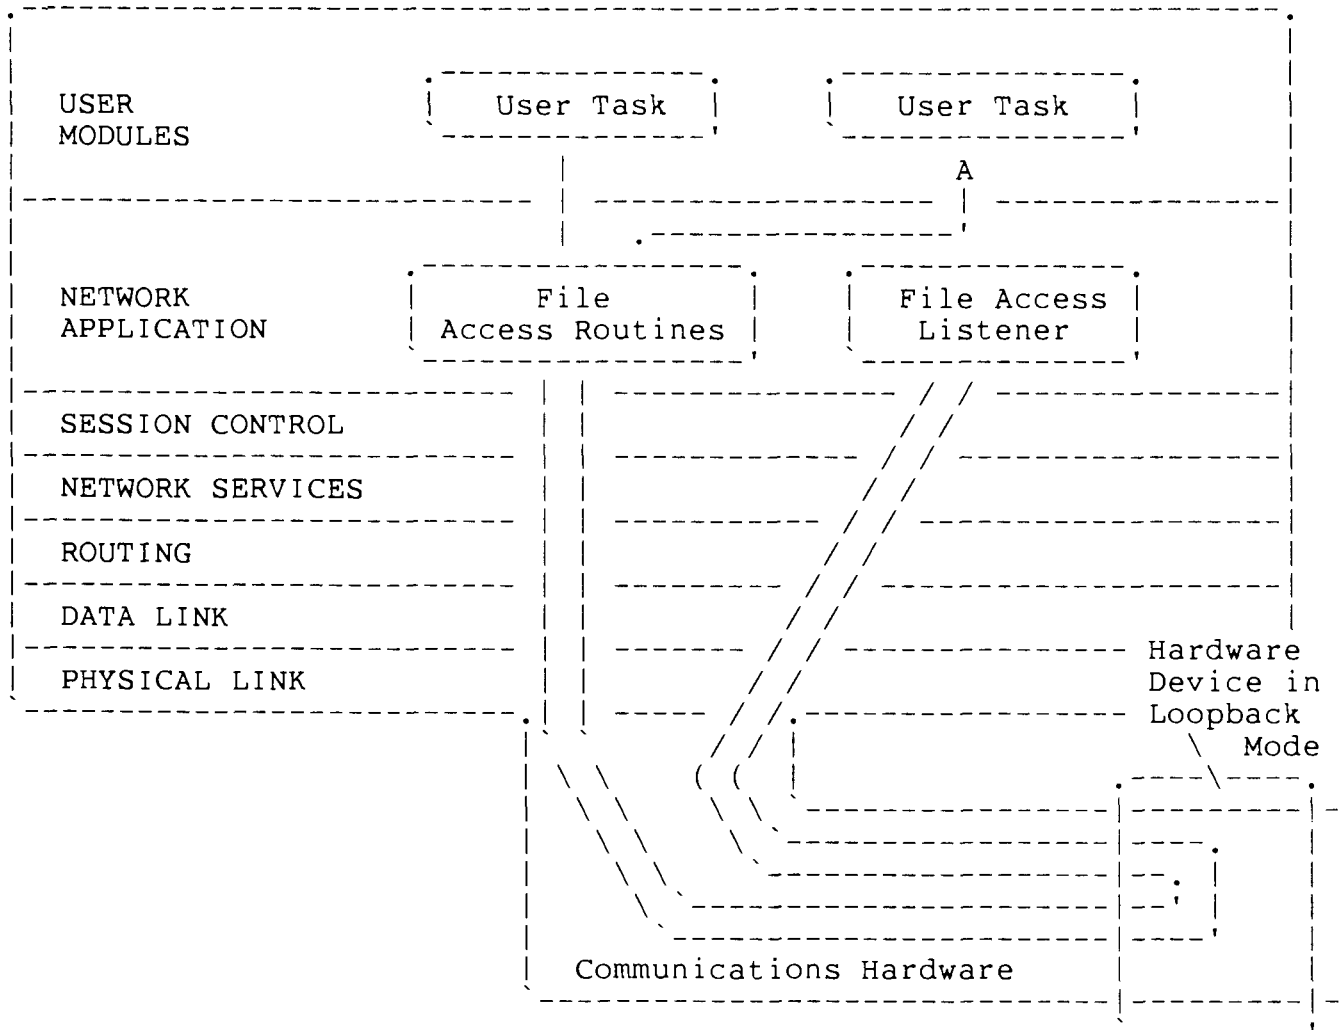 User Task
User Task
USER
MODULES
A
File
Access Routines
File Access
Listener
NETWORK
APPLICATION
SESSION CONTROL
NETWORK SERVICES
ROUTING
DATA LINK
PHYSICAL LINK
Hardware
Device in
Loopback
Mode
Communications Hardware